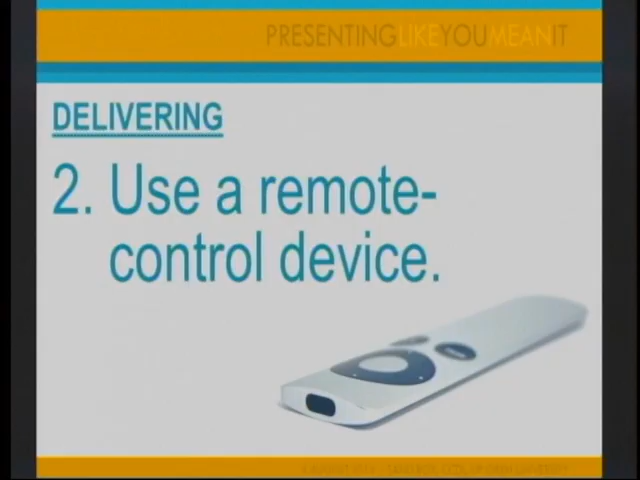 PRESENTINGLIKEYOUMEANIT
DELIVERING
2. Use a remote-
control device.